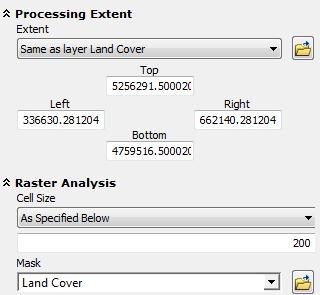 Processing Extent
Extent
Same as layer Land Cover
Top
5256291.500020
Left
Right
336630.281204
662140.281204
Bottom
4759516.500020
Raster Analysis
Cell Size
As Specified Below
200
Mask
Land Cover